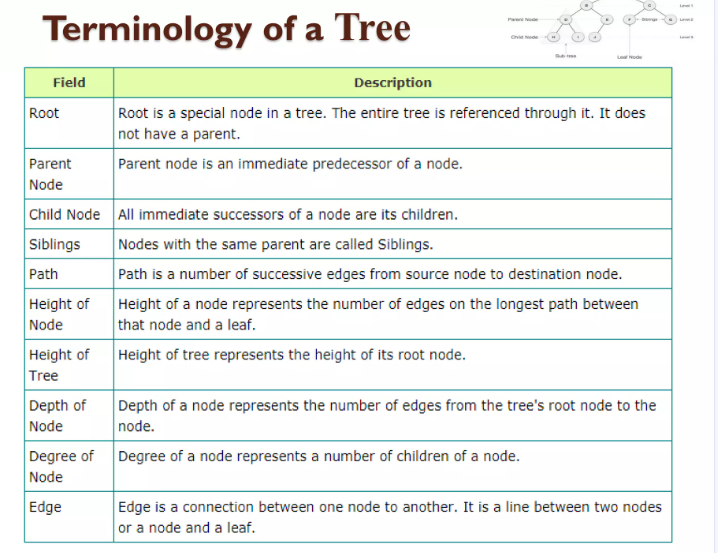 Terminology of a Tree
Level 1
Parent Node
Siblings
Level 2
Child Node
Level 3
Sub-tree
Leaf Node
Field Description
Root
Root is a special node in a tree. The entire tree is referenced through it. It does
not have a parent.
Parent
Node
Parent node is an immediate predecessor of a node.
Child Node
All immediate successors of a node are its children.
Siblings
Nodes with the same parent are called Siblings.
Path
Path is a number of successive edges from source node to destination node.
Height of
Node
Height of a node represents the number of edges on the longest path between
that node and a leaf.
Height of
Tree
Height of tree represents the height of its root node.
Depth of
Node
Depth of a node represents the number of edges from the tree's root node to the
node.
Degree of
Node
Degree of a node represents a number of children of a node.
Edge
Edge is a connection between one node to another. It is a line between two nodes
or a node and a leaf.